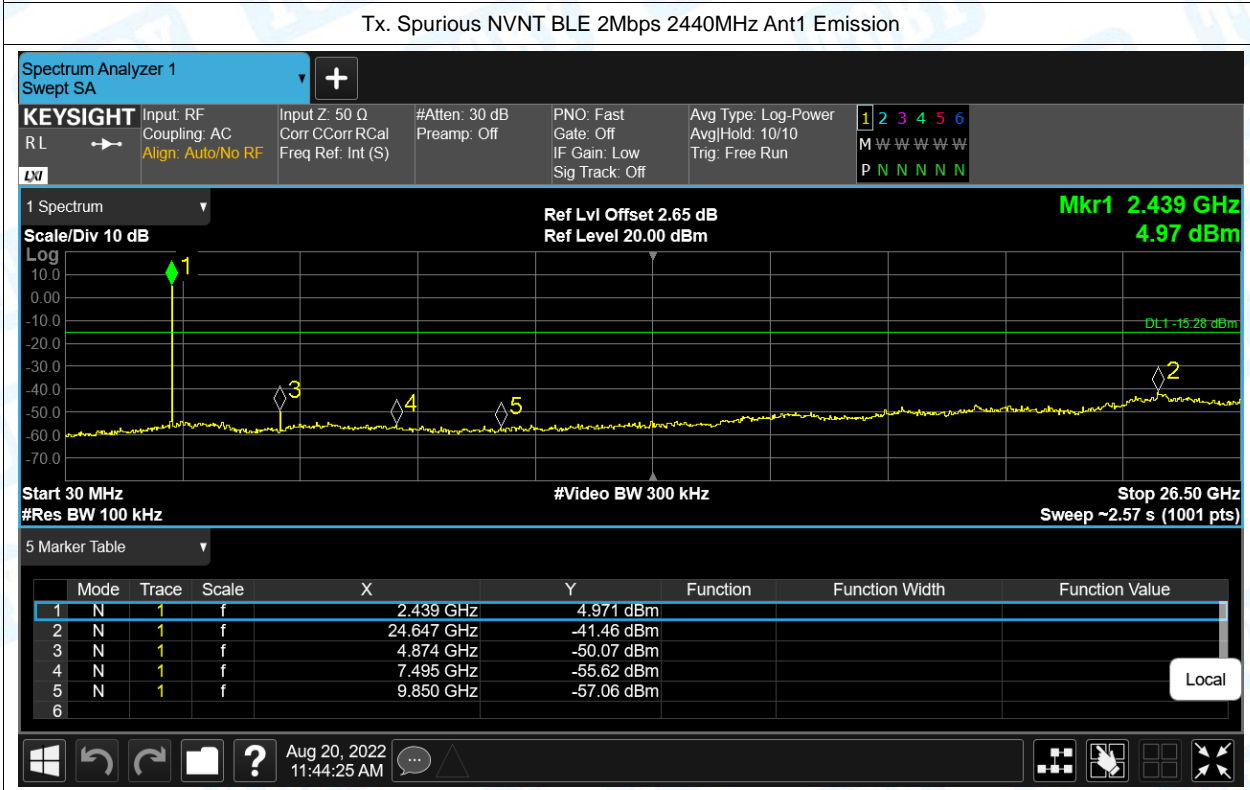 Tx. Spurious NVNT BLE 2Mbps 2440MHz Ant1 Emission
Spectrum Analyzer 1
Swept SA
+
KEYSIGHT
R L
LXI
Input: RF
Coupling: AC
Align: Auto/No RF
Input Z: 50 Ω
Corr CCorr RCal
Freq Ref: Int (S)
#Atten: 30 dB
Preamp: Off
PNO: Fast
Gate: Off
IF Gain: Low
Sig Track: Off
Avg Type: Log-Power
Avg|Hold: 10/10
Trig: Free Run
1 2 3 4 5 6
M W W W W W
P N N N N N
1 Spectrum
Scale/Div 10 dB
Ref Lvl Offset 2.65 dB
Ref Level 20.00 dBm
Mkr1 2.439 GHz
4.97 dBm
Log
10.0
0.00
-10.0
-20.0
-30.0
-40.0
-50.0
-60.0
-70.0
1
3
4
5
2
DL1 -15.28 dBm
Start 30 MHz
#Video BW 300 kHz
Stop 26.50 GHz
#Res BW 100 kHz
Sweep ~2.57 s (1001 pts)
5 Marker Table
Mode Trace Scale X Y Function Function Width Function Value
1 N 1 f 2.439 GHz 4.971 dBm
2 N 1 f 24.647 GHz -41.46 dBm
3 N 1 f 4.874 GHz -50.07 dBm
4 N 1 f 7.495 GHz -55.62 dBm
5 N 1 f 9.850 GHz -57.06 dBm
6
Local
?
Aug 20, 2022
11:44:25 AM